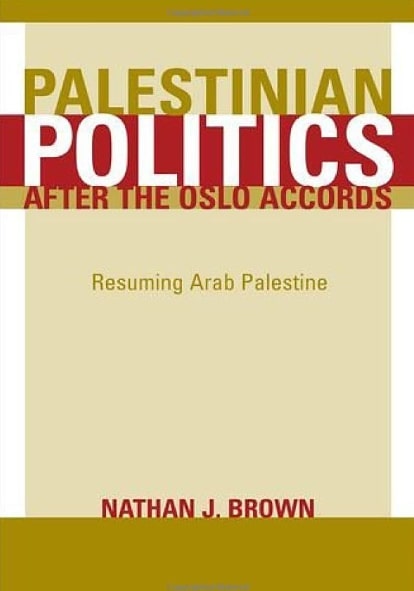 PALESTINIAN
POLITICS
AFTER THE OSLO ACCORDS
Resuming Arab Palestine
NATHAN J. BROWN